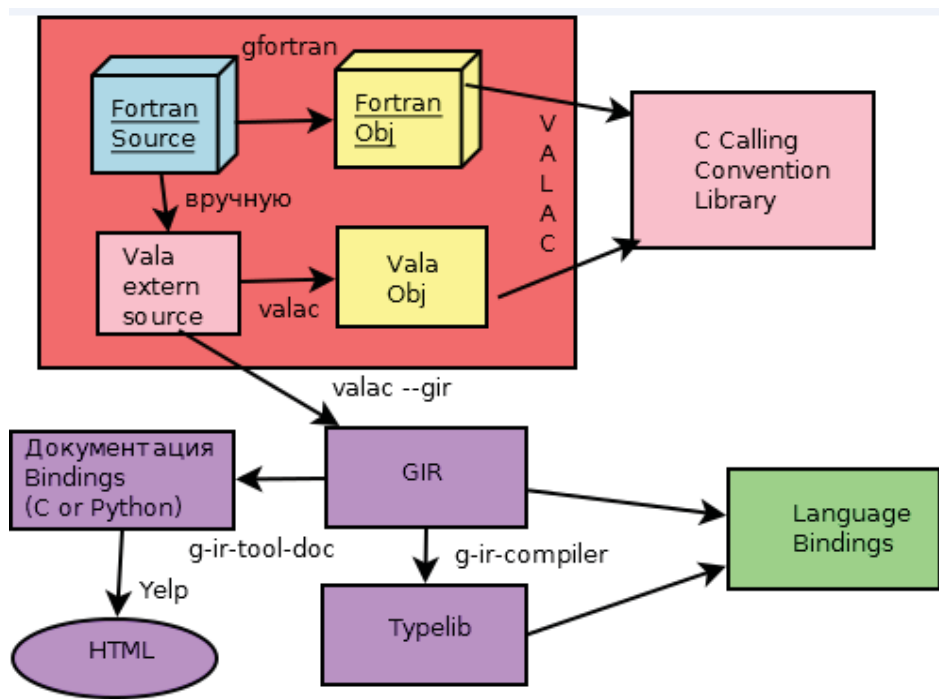 gfortran
Fortran
Source
Fortran
Obj
V
A
L
A
C
C Calling
Convention
Library
вручную
Vala
extern
source
valac
Vala
Obj
valac --gir
Документация
Bindings
(C or Python)
GIR
Language
Bindings
g-ir-tool-doc
g-ir-compiler
Yelp
HTML
Typelib